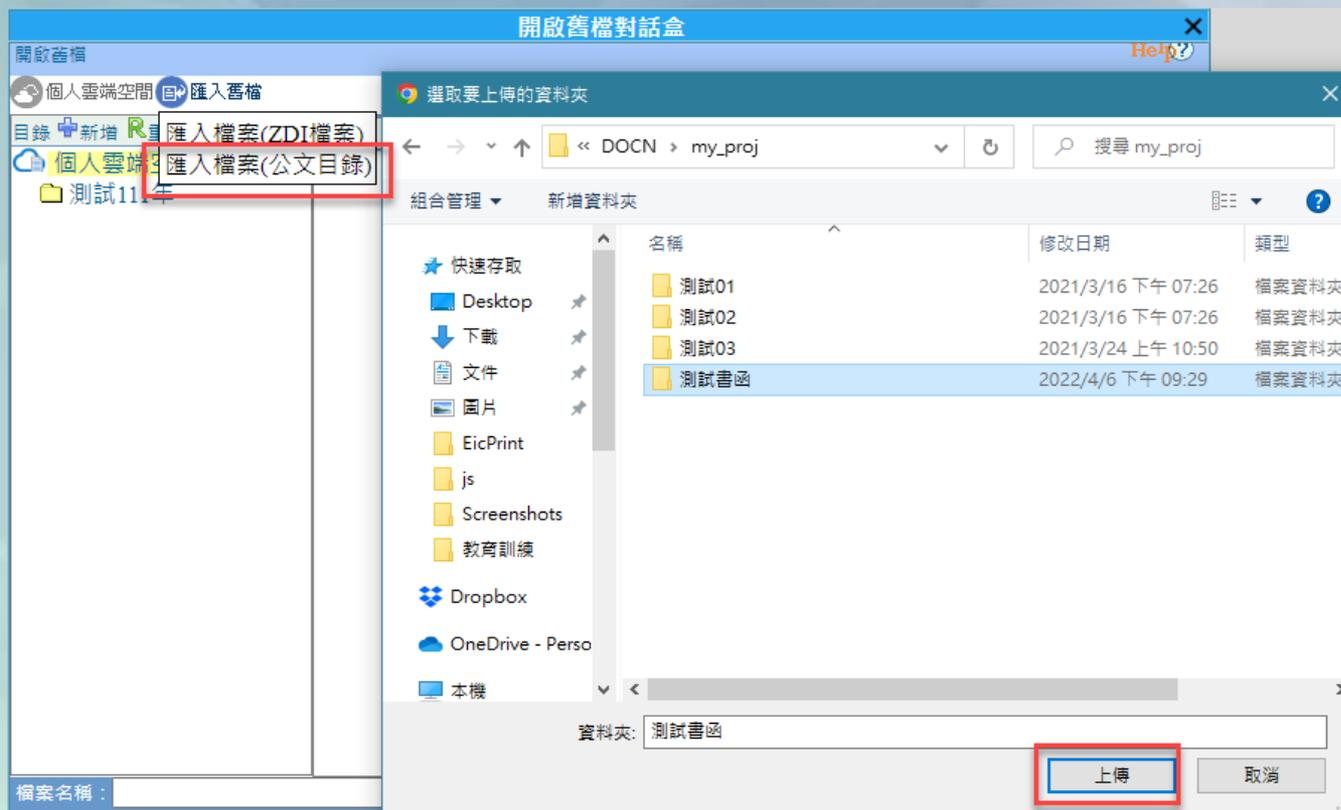 開啟舊檔對話盒
開啟舊檔
Help
個人雲端空間 匯入舊檔
目錄 新增
匯入檔案(ZDI檔案)
匯入檔案(公文目錄)
個人雲端
測試11 年
檔案名稱：
選取要上傳的資料夾
« DOCN › my_proj
搜尋 my_proj
組合管理 新增資料夾
快速存取
Desktop
下載
文件
圖片
EicPrint
js
Screenshots
教育訓練
Dropbox
OneDrive - Perso
本機
名稱 修改日期 類型
測試01 2021/3/16 下午 07:26 檔案資料夾
測試02 2021/3/16 下午 07:26 檔案資料夾
測試03 2021/3/24 上午 10:50 檔案資料夾
測試書函 2022/4/6 下午 09:29 檔案資料夾
資料夾: 測試書函
上傳 取消